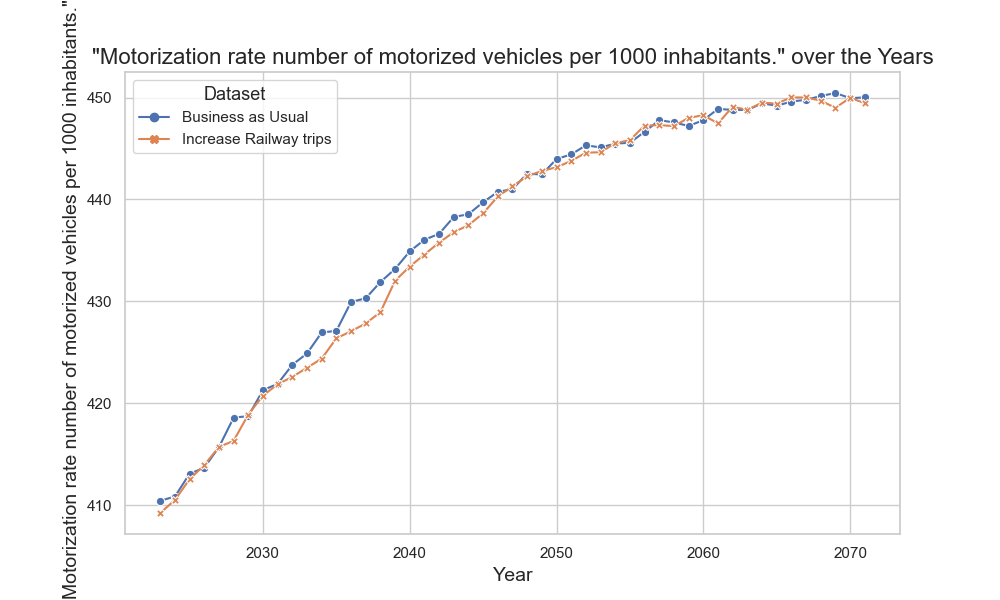 "Motorization rate number of motorized vehicles per 1000 inhabitants." over the Years
Motorization rate number of motorized vehicles per 1000 inhabitants."
450
440
430
420
410
Dataset
Business as Usual
Increase Railway trips
2030
2040
2050
2060
2070
Year